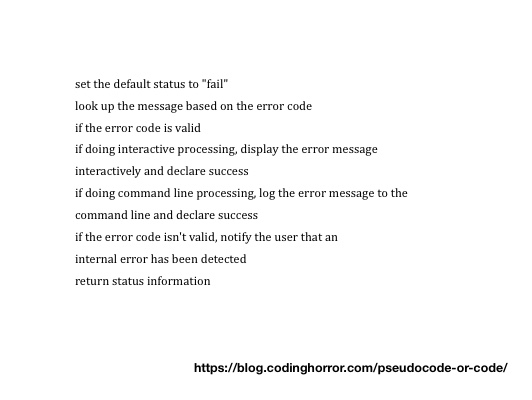 set the default status to "fail"
look up the message based on the error code
if the error code is valid
if doing interactive processing, display the error message
interactively and declare success
if doing command line processing, log the error message to the
command line and declare success
if the error code isn't valid, notify the user that an
internal error has been detected
return status information
https://blog.codinghorror.com/pseudocode-or-code/